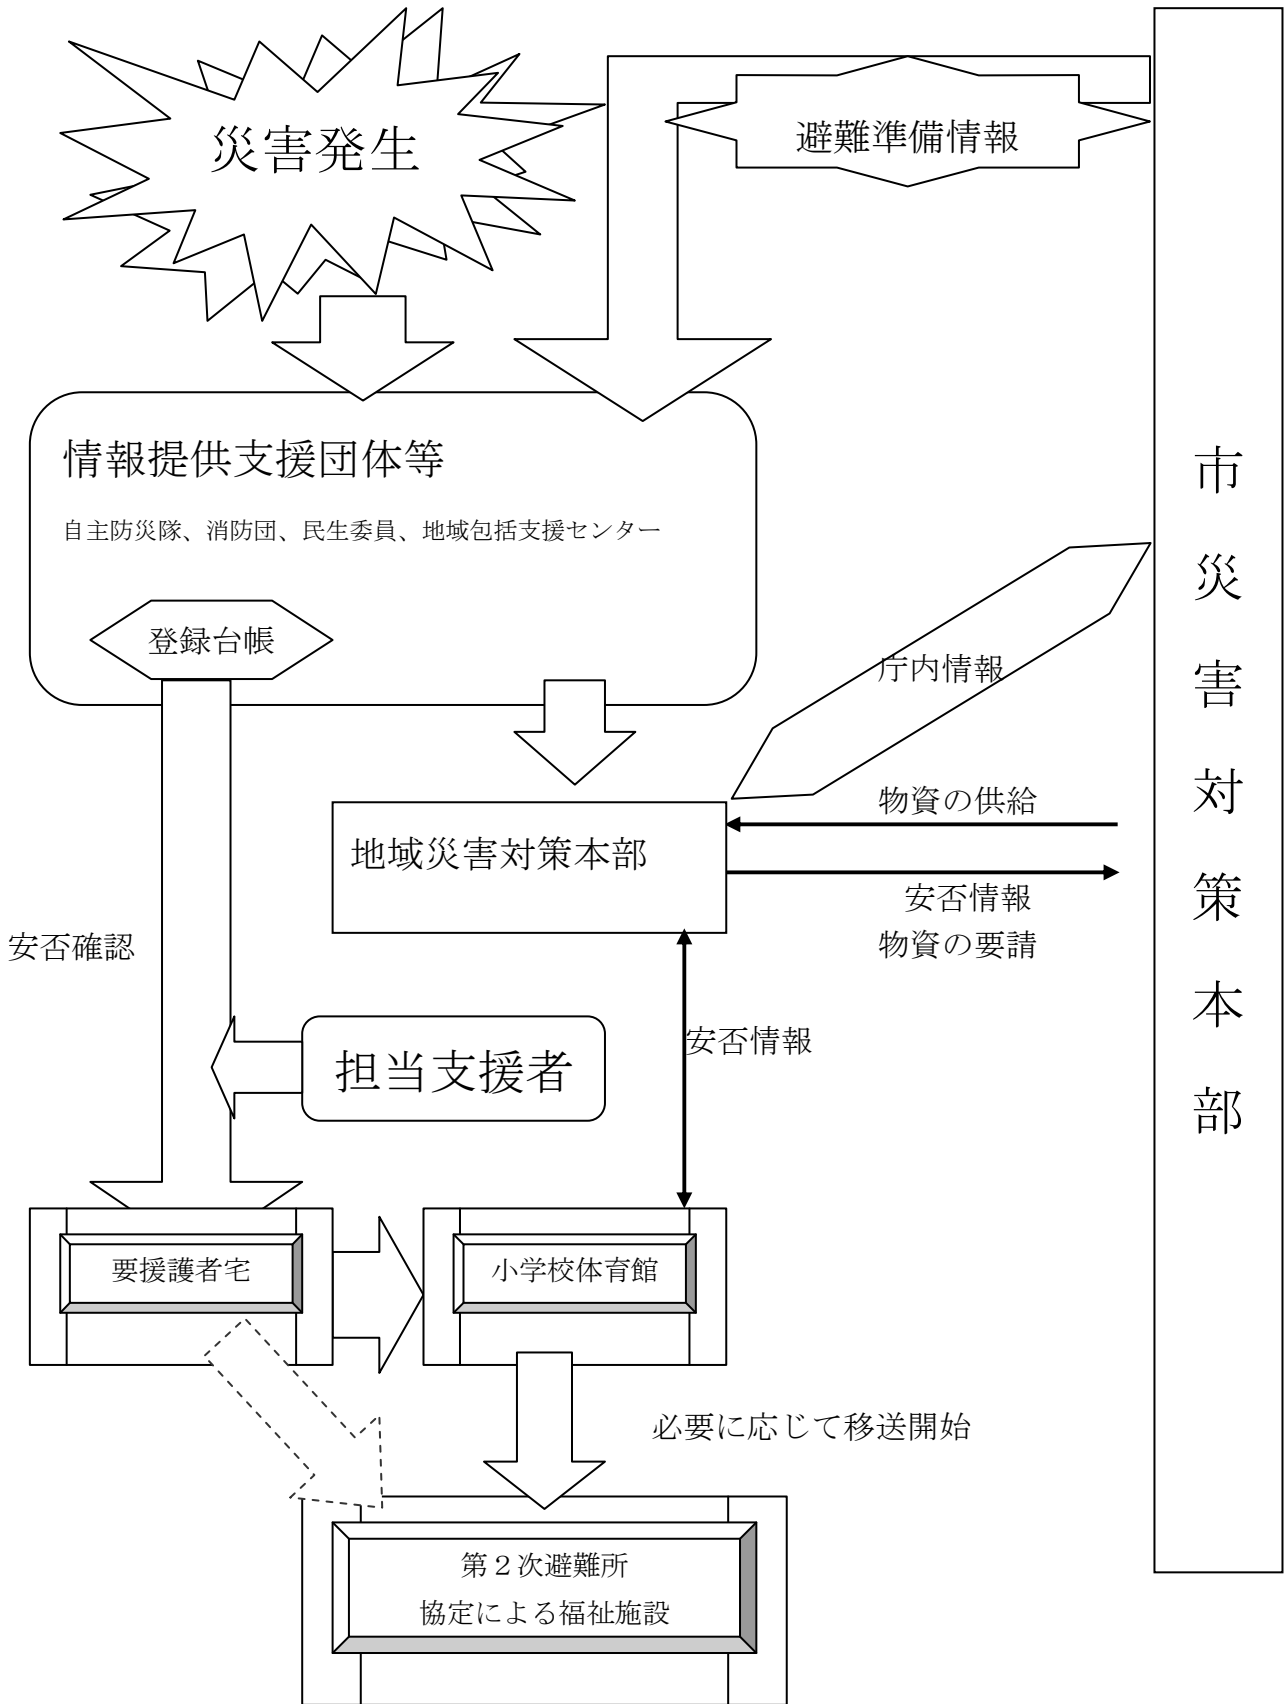 災害発生
避難準備情報
情報提供支援団体等
自主防災隊、消防団、民生委員、地域包括支援センター
登録台帳
市災害対策本部
庁内情報
物資の供給
地域災害対策本部
安否情報
物資の要請
安否確認
安否情報
担当支援者
要援護者宅
小学校体育館
必要に応じて移送開始
第２次避難所
協定による福祉施設